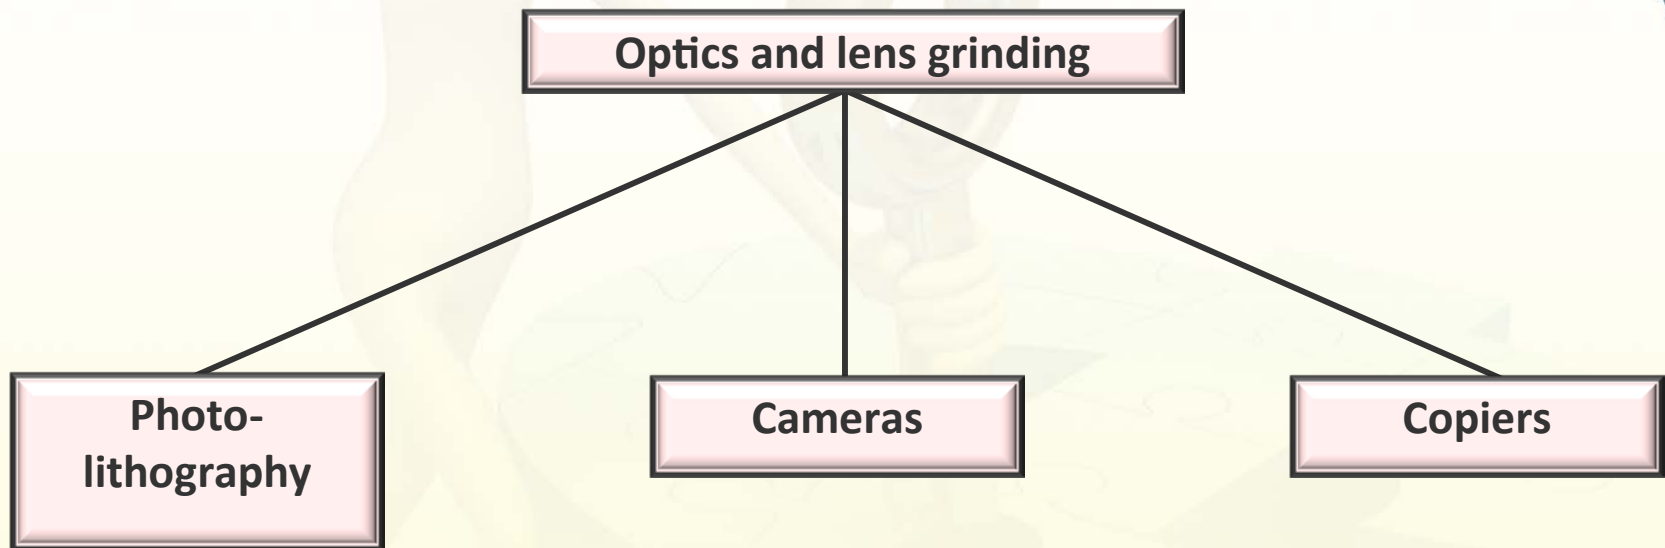 Optics and lens grinding
Photo-
lithography
Cameras
Copiers